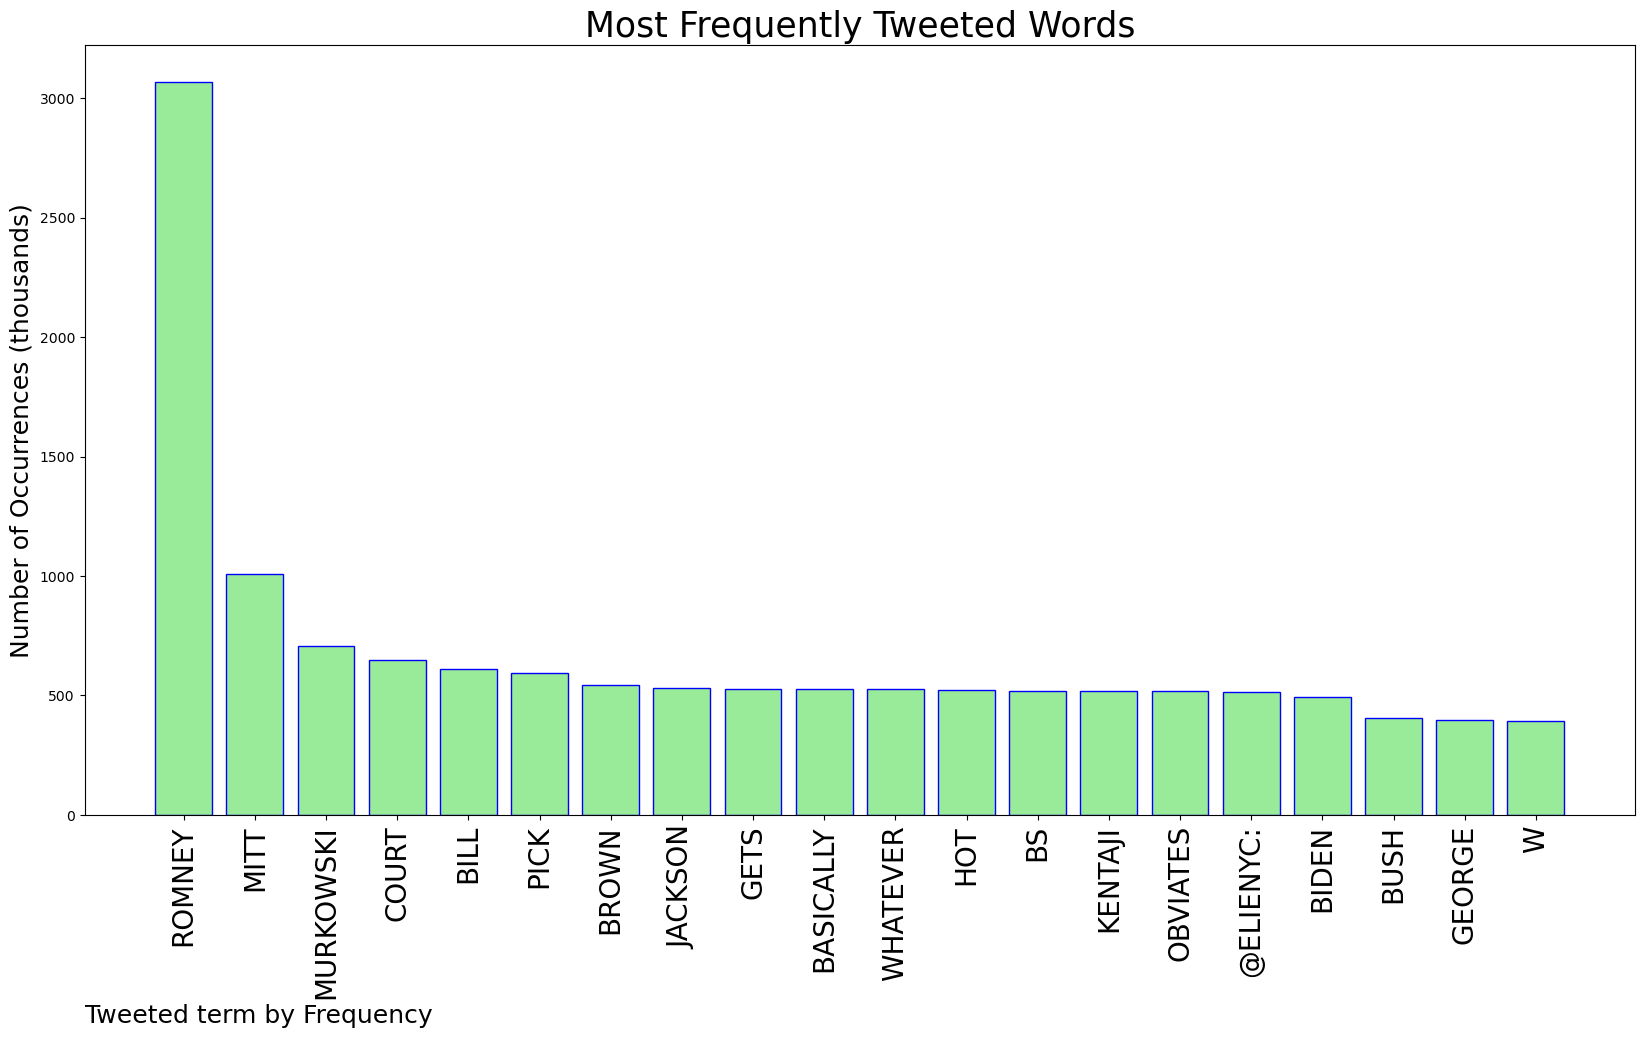 Most Frequently Tweeted Words
Number of Occurrences (thousands)
3000
2500
2000
1500
1000
500
0
ROMNEY
MITT
MURKOWSKI
COURT
BILL
PICK
BROWN
JACKSON
GETS
BASICALLY
WHATEVER
HOT
BS
KENTAJI
OBVIATES
@ELIENYC:
BIDEN
BUSH
GEORGE
W
Tweeted term by Frequency